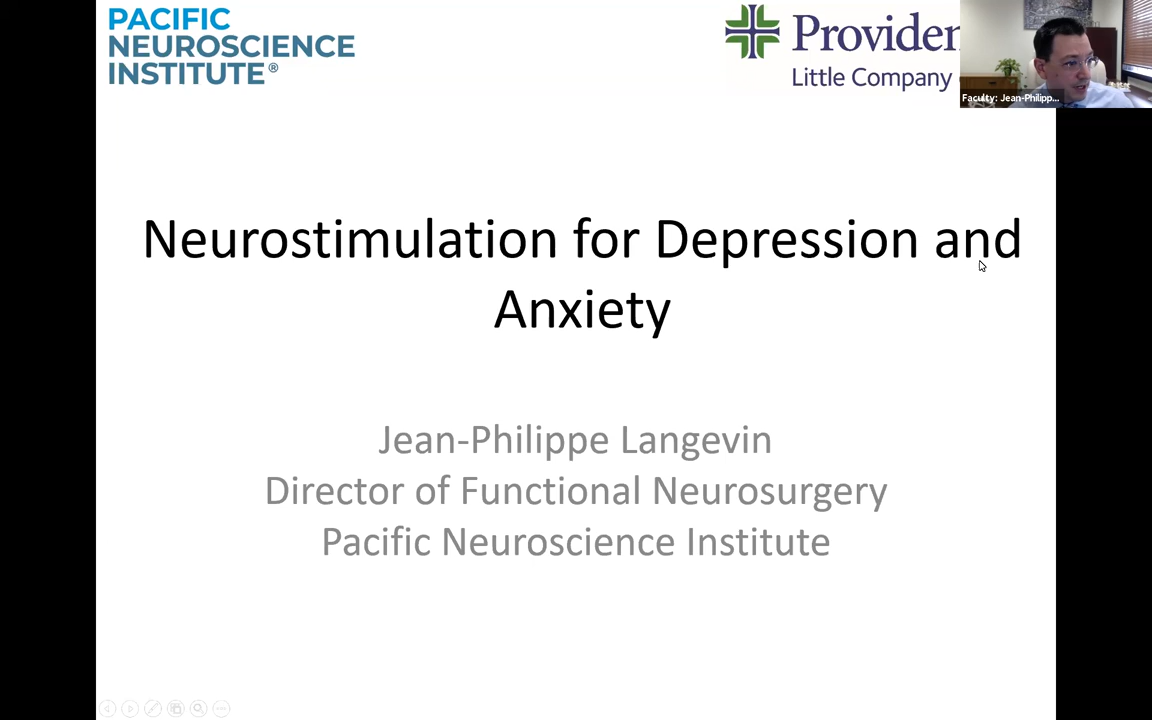 PACIFIC
NEUROSCIENCE
INSTITUTE®
Little Company
Faculty: Jean-Philipp...
Neurostimulation for Depression and
Anxiety
Jean-Philippe Langevin
Director of Functional Neurosurgery
Pacific Neuroscience Institute